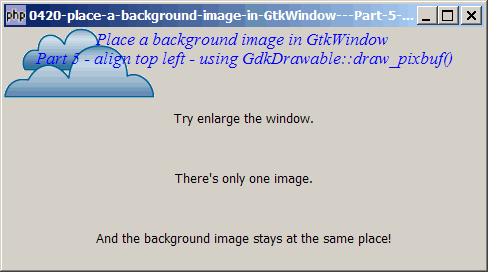 php 0420-place-a-background-image-in-GtkWindow---Part-5-...
Place a background image in GtkWindow
Part 5 - align top left - using GdkDrawable::draw_pixbuf()
Try enlarge the window.
There's only one image.
And the background image stays at the same place!